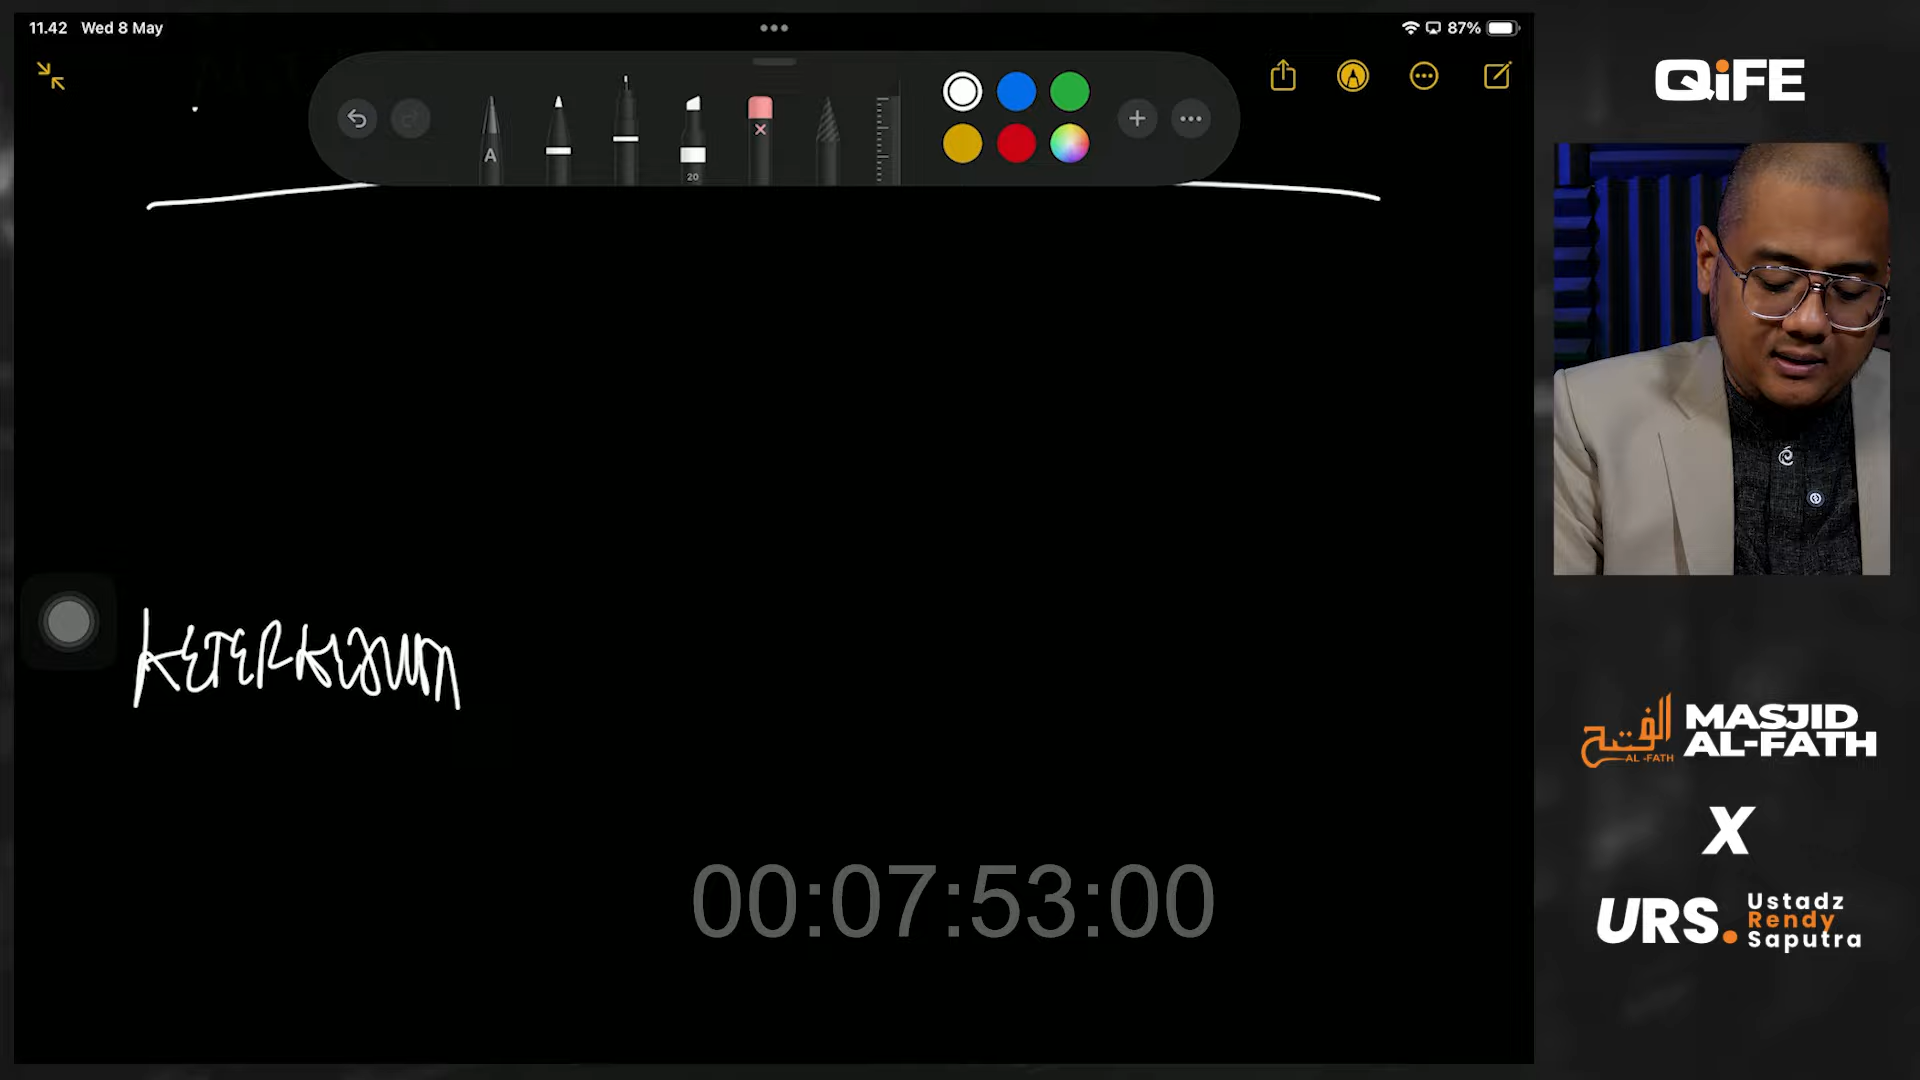 11.42 Wed 8 May
87%
QiFE
A
20
00:07:53:00
الفتح
AL -FATH
MASJID
AL-FATH
X
URS.
Ustadz
Rendy
Saputra